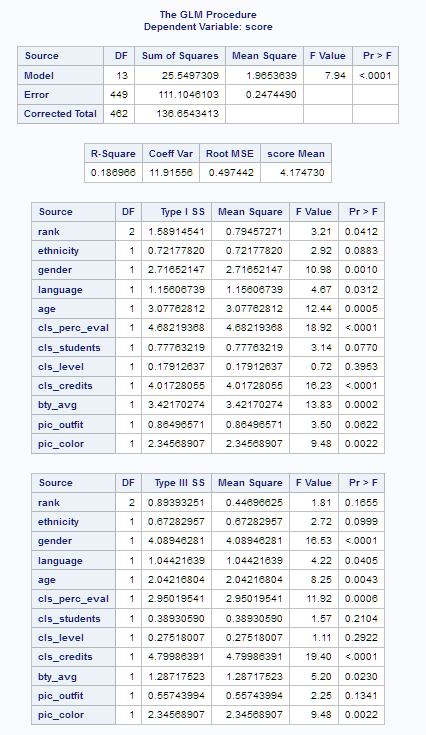 The GLM Procedure
Dependent Variable: score
Source DF Sum of Squares Mean Square F Value Pr > F
Model 13 25.5497309 1.9653639 7.94 <.0001
Error 449 111.1046103 0.2474490
Corrected Total 462 136.6543413
R-Square Coeff Var Root MSE score Mean
0.186966 11.91556 0.497442 4.174730
Source DF Type I SS Mean Square F Value Pr > F
rank 2 1.58914541 0.79457271 3.21 0.0412
ethnicity 1 0.72177820 0.72177820 2.92 0.0883
gender 1 2.71652147 2.71652147 10.98 0.0010
language 1 1.15606739 1.15606739 4.67 0.0312
age 1 3.07762812 3.07762812 12.44 0.0005
cls_perc_eval 1 4.68219368 4.68219368 18.92 <.0001
cls_students 1 0.77763219 0.77763219 3.14 0.0770
cls_level 1 0.17912637 0.17912637 0.72 0.3953
cls_credits 1 4.01728055 4.01728055 16.23 <.0001
bty_avg 1 3.42170274 3.42170274 13.83 0.0002
pic_outfit 1 0.86496571 0.86496571 3.50 0.0622
pic_color 1 2.34568907 2.34568907 9.48 0.0022
Source DF Type III SS Mean Square F Value Pr > F
rank 2 0.89393251 0.44696625 1.81 0.1655
ethnicity 1 0.67282957 0.67282957 2.72 0.0999
gender 1 4.08946281 4.08946281 16.53 <.0001
language 1 1.04421639 1.04421639 4.22 0.0405
age 1 2.04216804 2.04216804 8.25 0.0043
cls_perc_eval 1 2.95019541 2.95019541 11.92 0.0006
cls_students 1 0.38930590 0.38930590 1.57 0.2104
cls_level 1 0.27518007 0.27518007 1.11 0.2922
cls_credits 1 4.79986391 4.79986391 19.40 <.0001
bty_avg 1 1.28717523 1.28717523 5.20 0.0230
pic_outfit 1 0.55743994 0.55743994 2.25 0.1341
pic_color 1 2.34568907 2.34568907 9.48 0.0022